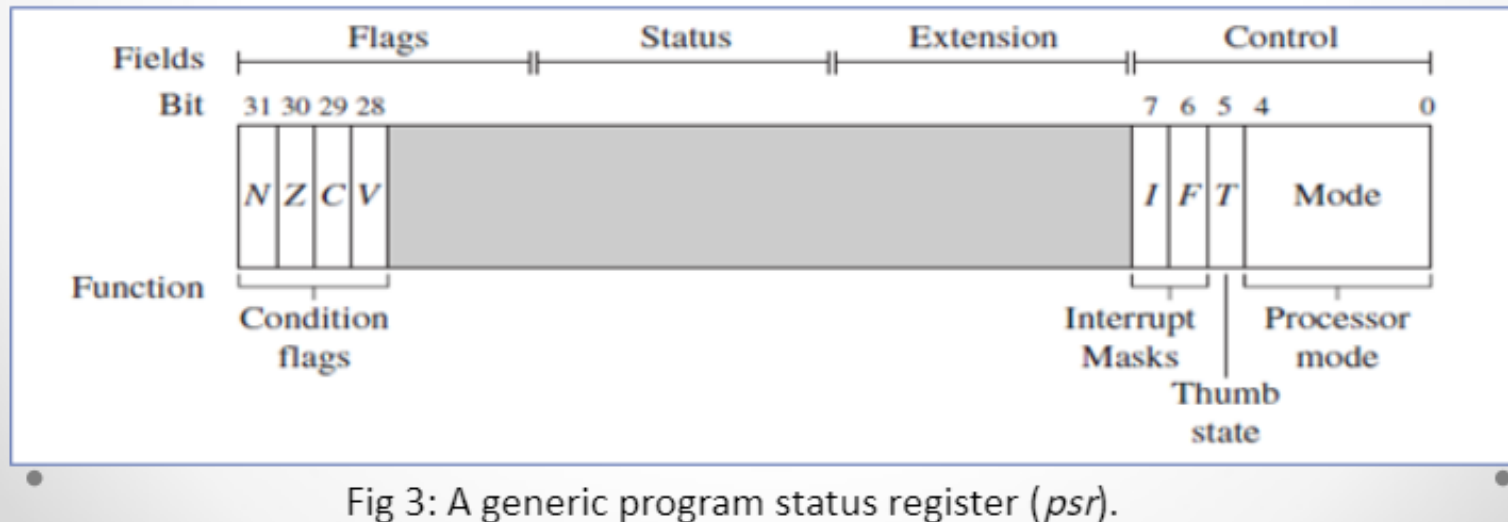 Fields Flags Status Extension Control
Bit 31 30 29 28 7 6 5 4 0
N Z C V I F T Mode
Function
Condition flags
Interrupt Masks
Thumb state
Processor mode
Fig 3: A generic program status register (psr).